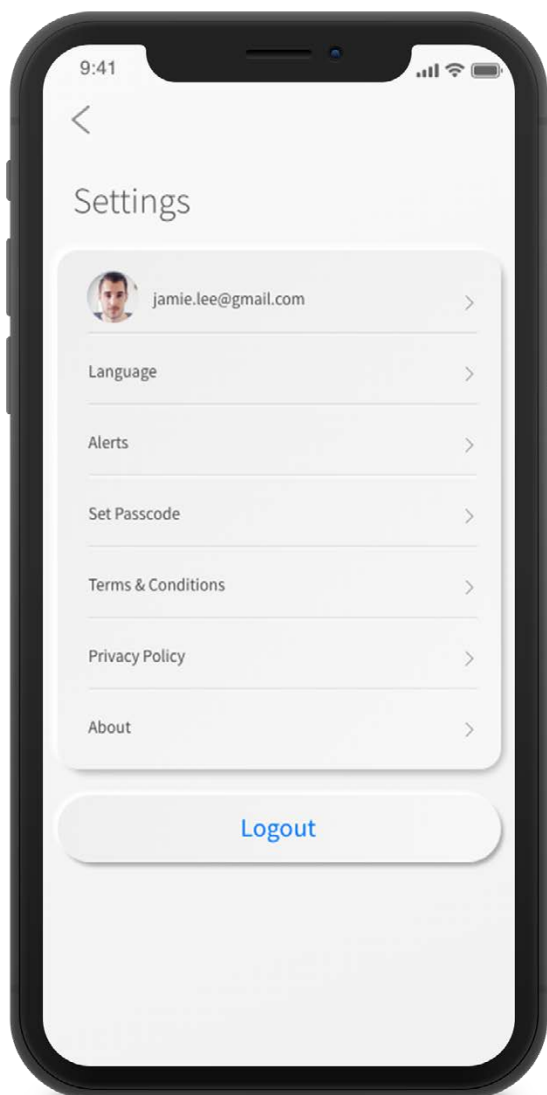 9:41
Settings
jamie.lee@gmail.com
Language
Alerts
Set Passcode
Terms & Conditions
Privacy Policy
About
Logout